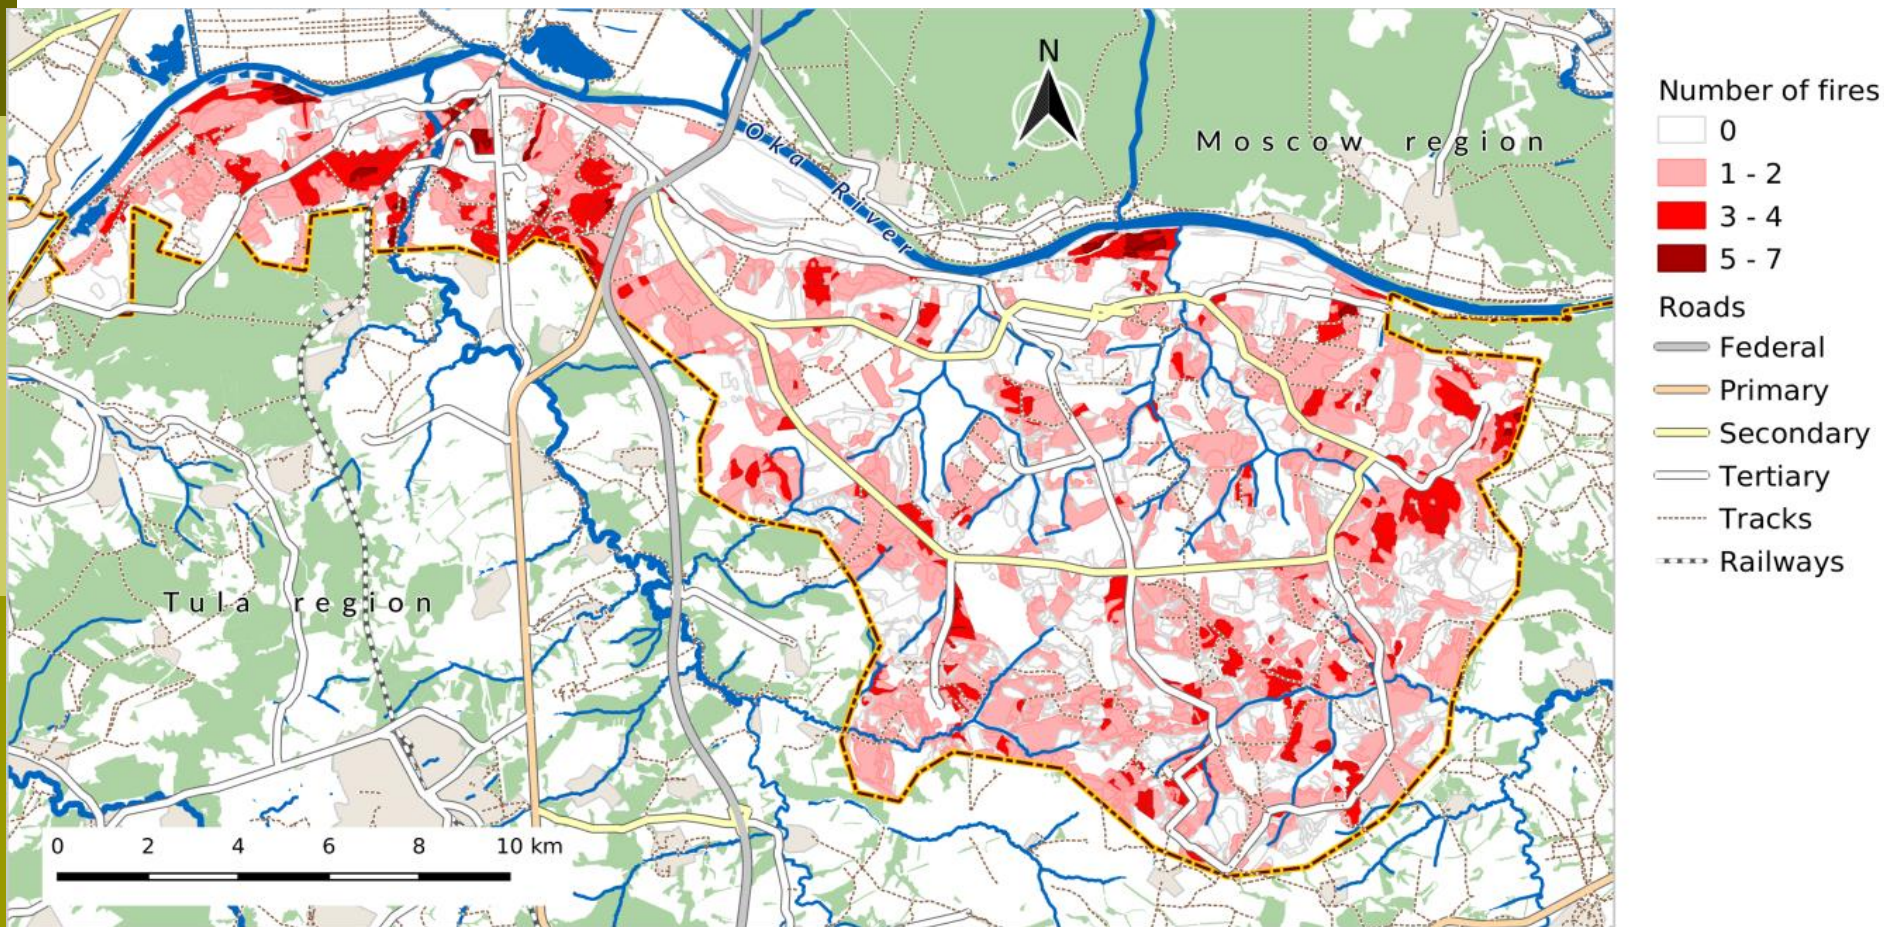 N
Moscow region
Oka River
Tula region
0 2 4 6 8 10 km
Number of fires
0
1 - 2
3 - 4
5 - 7
Roads
Federal
Primary
Secondary
Tertiary
Tracks
Railways